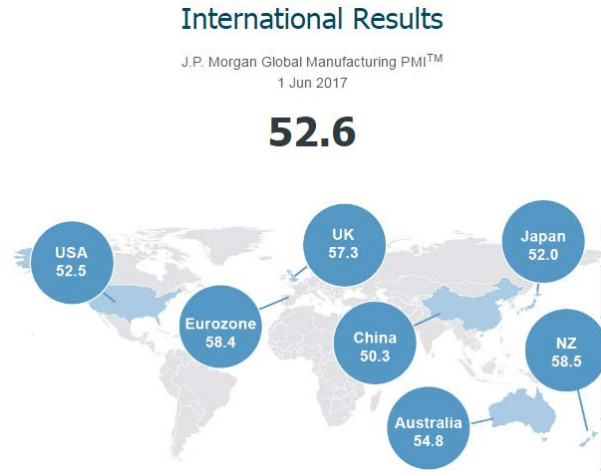 International Results
J.P. Morgan Global Manufacturing PMI™
1 Jun 2017
52.6
USA
52.5
UK
57.3
Japan
52.0
Eurozone
58.4
China
50.3
NZ
58.5
Australia
54.8